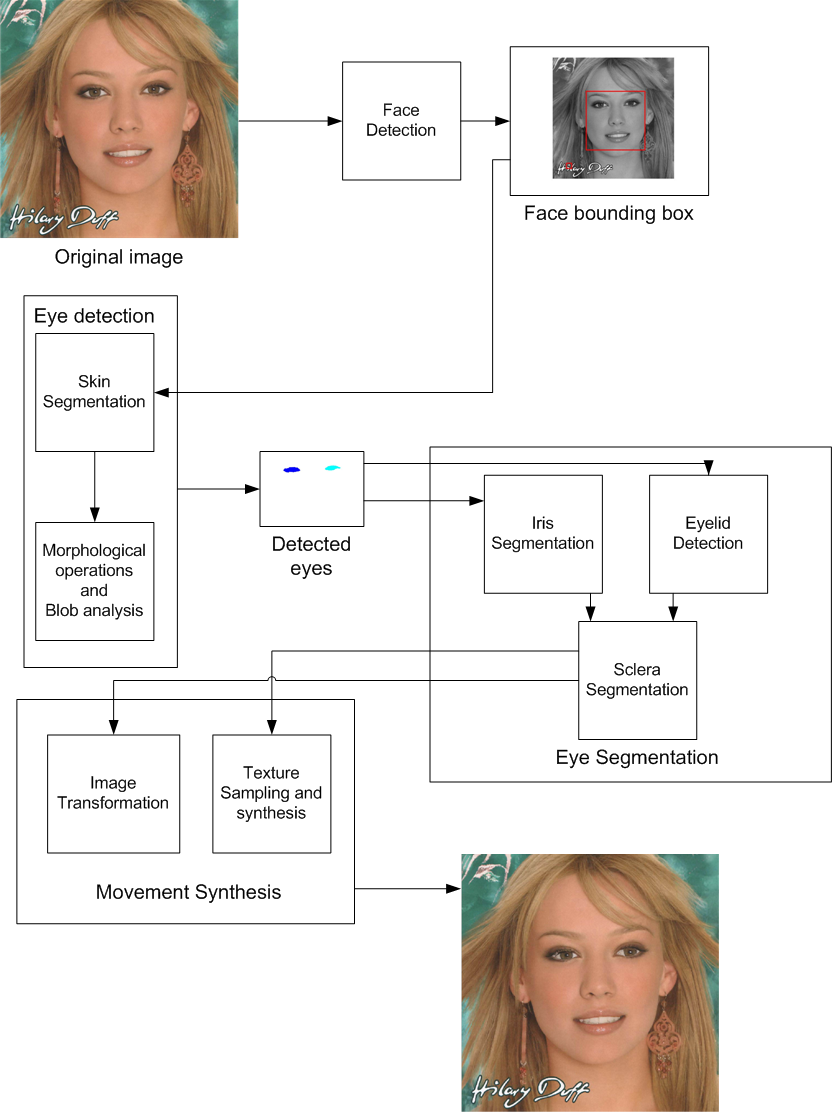 Hilary Duff
Original image
Face
Detection
Hilary Duff
Face bounding box
Eye detection
Skin
Segmentation
Morphological
operations
and
Blob analysis
Detected
eyes
Iris
Segmentation
Eyelid
Detection
Sclera
Segmentation
Eye Segmentation
Image
Transformation
Texture
Sampling and
synthesis
Movement Synthesis
Hilary Duff